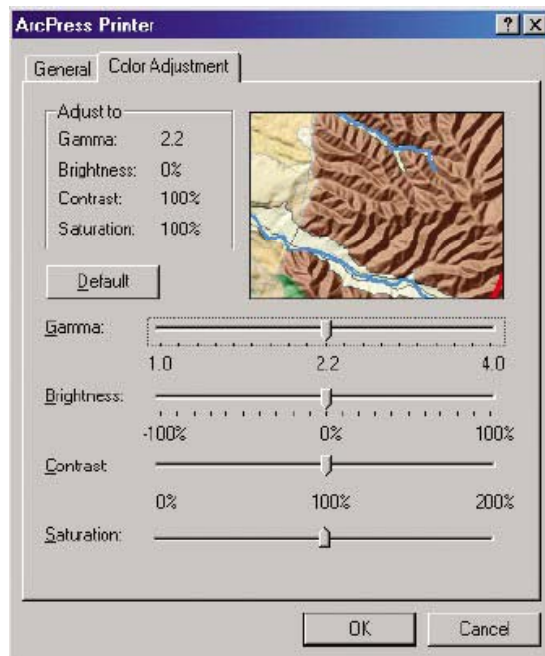 ArcPress Printer
? X
General Color Adjustment
Adjust to
Gamma: 2.2
Brightness: 0%
Contrast: 100%
Saturation: 100%
Default
Gamma:
1.0 2.2 4.0
Brightness:
-100% 0% 100%
Contrast
0% 100% 200%
Saturation:
OK Cancel